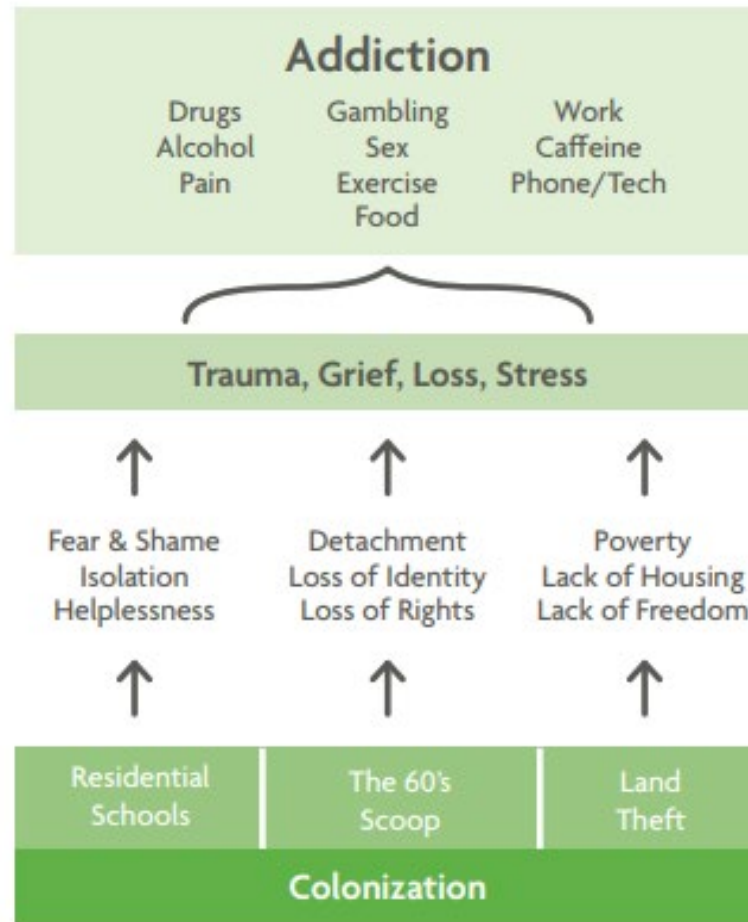 Addiction
Drugs
Alcohol
Pain
Gambling
Sex
Exercise
Food
Work
Caffeine
Phone/Tech
Trauma, Grief, Loss, Stress
Fear & Shame
Isolation
Helplessness
Detachment
Loss of Identity
Loss of Rights
Poverty
Lack of Housing
Lack of Freedom
Residential
Schools
The 60's
Scoop
Land
Theft
Colonization